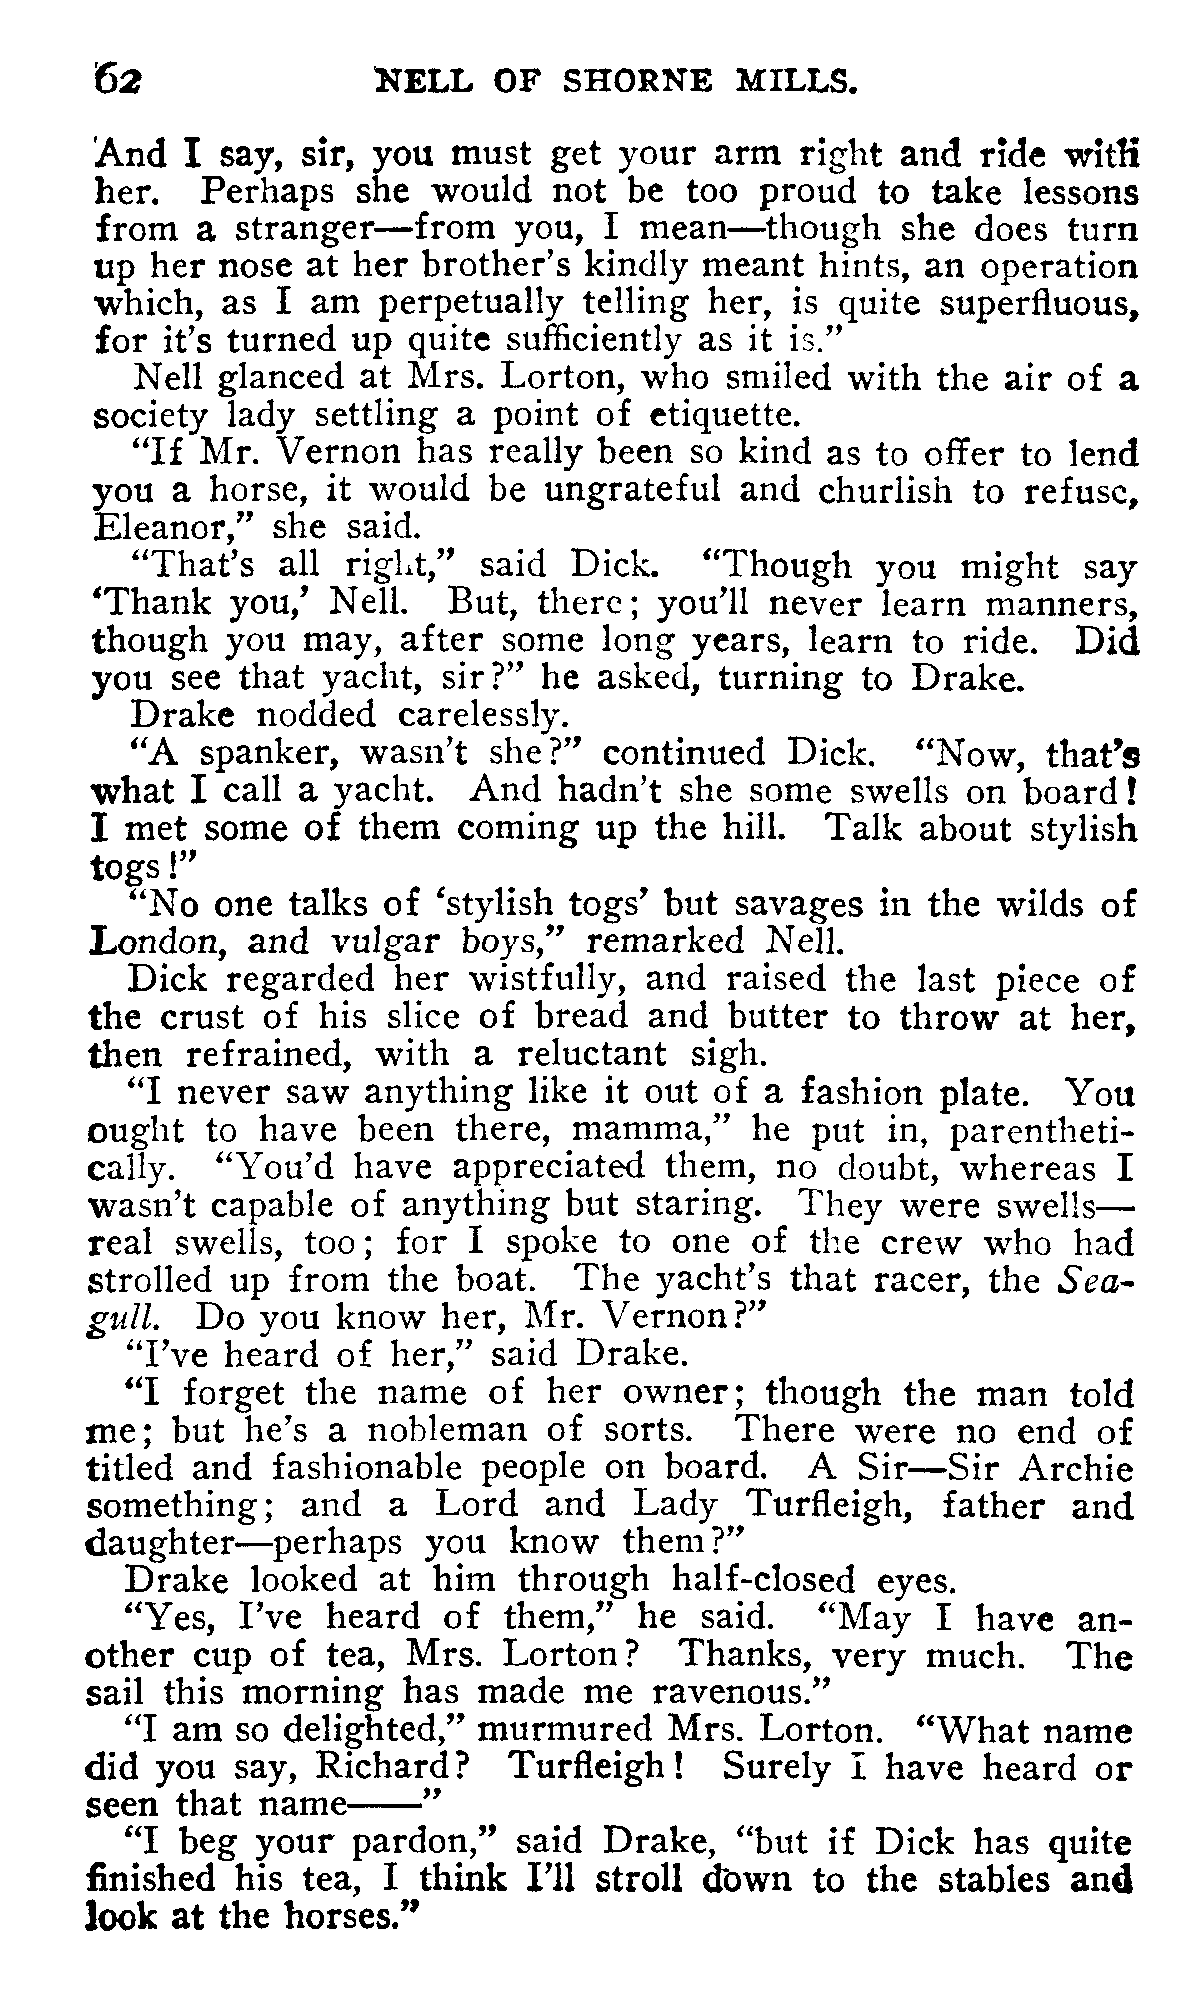 62 NELL OF SHORNE MILLS.
And I say, sir, you must get your arm right and ride with
her. Perhaps she would not be too proud to take lessons
from a stranger—from you, I mean—though she does turn
up her nose at her brother's kindly meant hints, an operation
which, as I am perpetually telling her, is quite superfluous,
for it's turned up quite sufficiently as it is."
Nell glanced at Mrs. Lorton, who smiled with the air of a
society lady settling a point of etiquette.
"If Mr. Vernon has really been so kind as to offer to lend
you a horse, it would be ungrateful and churlish to refuse,
Eleanor," she said.
"That's all right," said Dick. "Though you might say
'Thank you,' Nell. But, there; you'll never learn manners,
though you may, after some long years, learn to ride. Did
you see that yacht, sir?" he asked, turning to Drake.
Drake nodded carelessly.
"A spanker, wasn't she?" continued Dick. "Now, that's
what I call a yacht. And hadn't she some swells on board!
I met some of them coming up the hill. Talk about stylish
togs!"
"No one talks of 'stylish togs' but savages in the wilds of
London, and vulgar boys," remarked Nell.
Dick regarded her wistfully, and raised the last piece of
the crust of his slice of bread and butter to throw at her,
then refrained, with a reluctant sigh.
"I never saw anything like it out of a fashion plate. You
ought to have been there, mamma," he put in, parentheti-
cally. "You'd have appreciated them, no doubt, whereas I
wasn't capable of anything but staring. They were swells—
real swells, too; for I spoke to one of the crew who had
strolled up from the boat. The yacht's that racer, the Sea-
gull. Do you know her, Mr. Vernon?"
"I've heard of her," said Drake.
"I forget the name of her owner; though the man told
me; but he's a nobleman of sorts. There were no end of
titled and fashionable people on board. A Sir—Sir Archie
something; and a Lord and Lady Turfleigh, father and
daughter—perhaps you know them?"
Drake looked at him through half-closed eyes.
"Yes, I've heard of them," he said. "May I have an-
other cup of tea, Mrs. Lorton? Thanks, very much. The
sail this morning has made me ravenous."
"I am so delighted," murmured Mrs. Lorton. "What name
did you say, Richard? Turfleigh! Surely I have heard or
seen that name——"
"I beg your pardon," said Drake, "but if Dick has quite
finished his tea, I think I'll stroll down to the stables and
look at the horses."